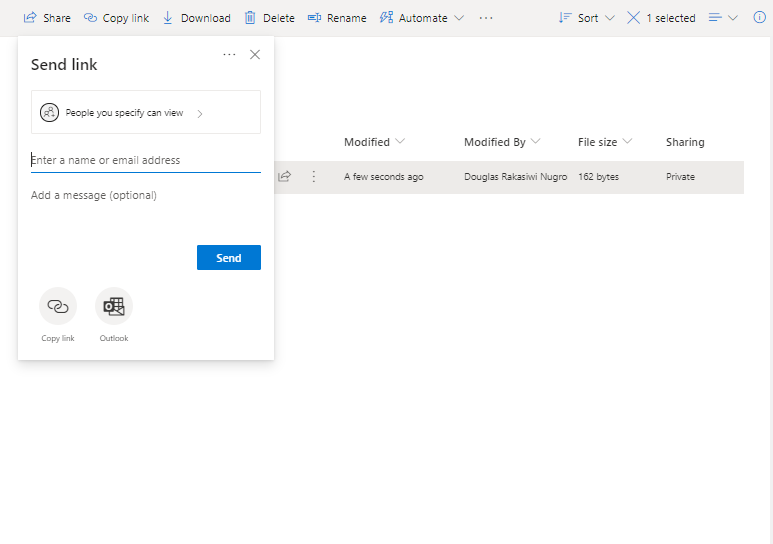 Share Copy link Download Delete Rename Automate ... Sort 1 selected
Send link
People you specify can view
Enter a name or email address
Add a message (optional)
Send
Copy link Outlook
Modified Modified By File size Sharing
A few seconds ago Douglas Rakasiwi Nugro 162 bytes Private